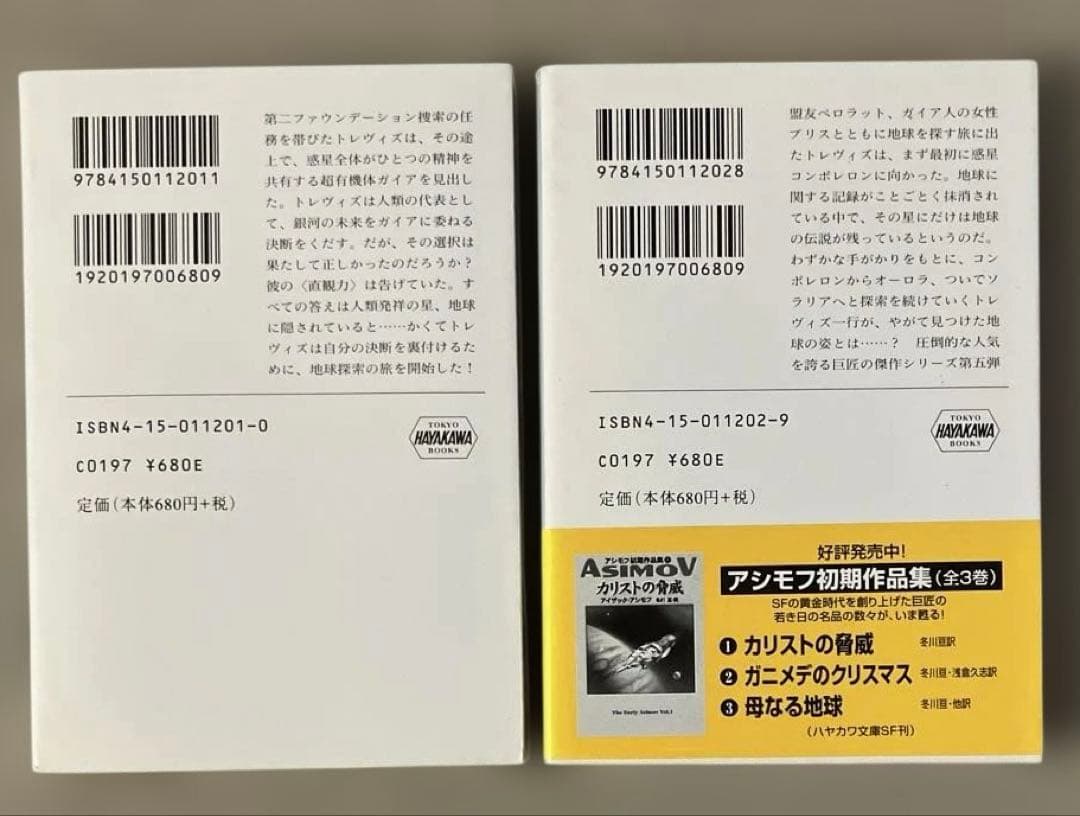 9784150112011
1920197006809
第二ファウンデーション捜索の任
務を帯びたトレヴィズは、その途
上で、惑星全体がひとつの精神を
共有する超有機体ガイアを見出し
た。トレヴィズは人類の代表とし
て、銀河の未来をガイアに委ねる
決断をくだす。だが、その選択は
果たして正しかったのだろうか?
彼の〈直観力〉は告げていた。す
べての答えは人類発祥の星、地球
に隠されていると……かくてトレ
ヴィズは自分の決断を裏付けるた
めに、地球探索の旅を開始した!
ISBN4-15-011201-0
C0197 ¥680E
定価(本体680円+税)
TOKYO
HAYAKAWA
BOOKS
9784150112028
1920197006809
盟友ペロラット、ガイア人の女性
ブリスとともに地球を探す旅に出
たトレヴィズは、まず最初に惑星
コンポレロンに向かった。地球に
関する記録がことごとく抹消され
ている中で、その星にだけは地球
の伝説が残っているというのだ。
わずかな手がかりをもとに、コン
ポレロンからオーロラ、ついでソ
ラリアへと探索を続けていくトレ
ヴィズ一行が、やがて見つけた地
球の姿とは……? 圧倒的な人気
を誇る巨匠の傑作シリーズ第五弾
ISBN4-15-011202-9
C0197 ¥680E
定価(本体680円+税)
TOKYO
HAYAKAWA
BOOKS
アシモフ初期作品集❶
ASIMOV
カリストの脅威
アイザック・アシモフ
The Early Asimov Vol.1
好評発売中!
アシモフ初期作品集(全3巻)
SFの黄金時代を創り上げた巨匠の
若き日の名品の数々が、いま甦る!
❶ カリストの脅威 冬川亘訳
❷ ガニメデのクリスマス 冬川亘・浅倉久志訳
❸ 母なる地球 冬川亘・他訳
(ハヤカワ文庫SF刊)